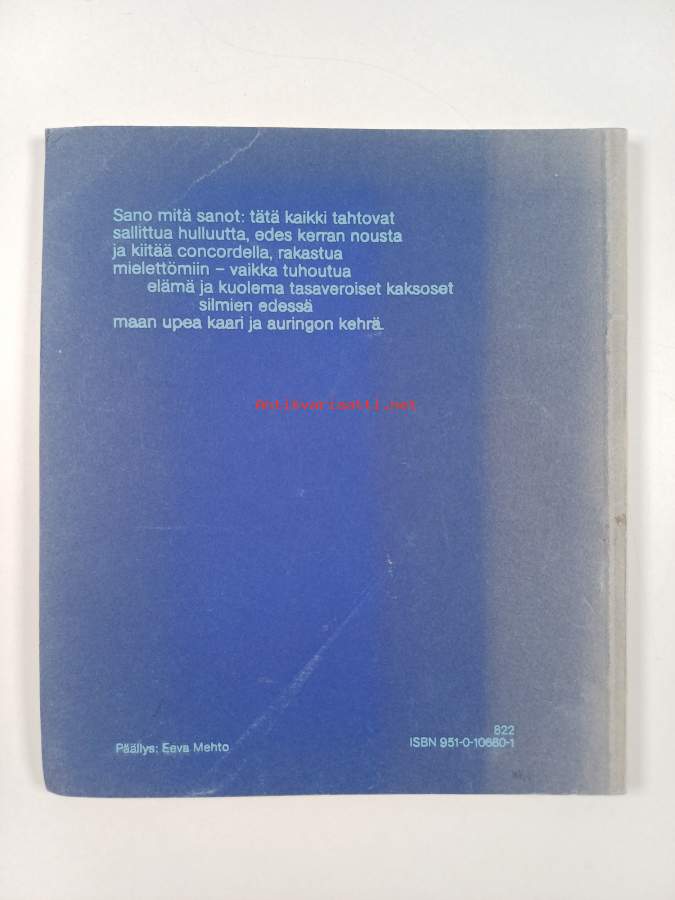 Sano mitä sanot: tätä kaikki tahtovat
sallittua hulluutta, edes kerran nousta
ja kiitää concordella, rakastua
mielettömiin – vaikka tuhoutua
elämä ja kuolema tasaveroiset kaksoset
silmien edessä
maan upea kaari ja auringon kehrä.
Antikvariaatti.net
822
Päällys: Eeva Mehto
ISBN 951-0-10680-1